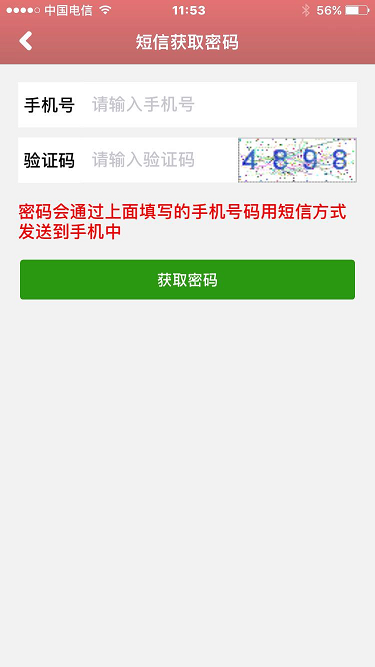 中国电信 11:53 56%
短信获取密码
手机号 请输入手机号
验证码 请输入验证码 4898
密码会通过上面填写的手机号码用短信方式
发送到手机中
获取密码